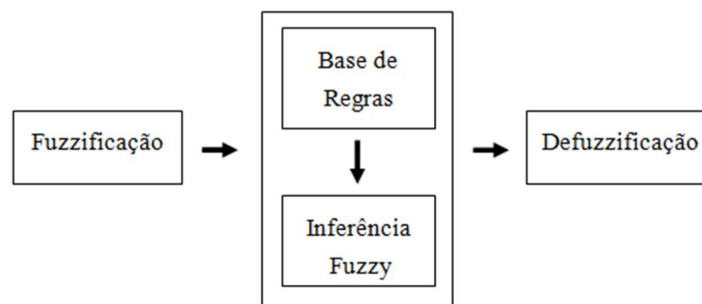 Fuzzificação
Base de
Regras
Inferência
Fuzzy
Defuzzificação